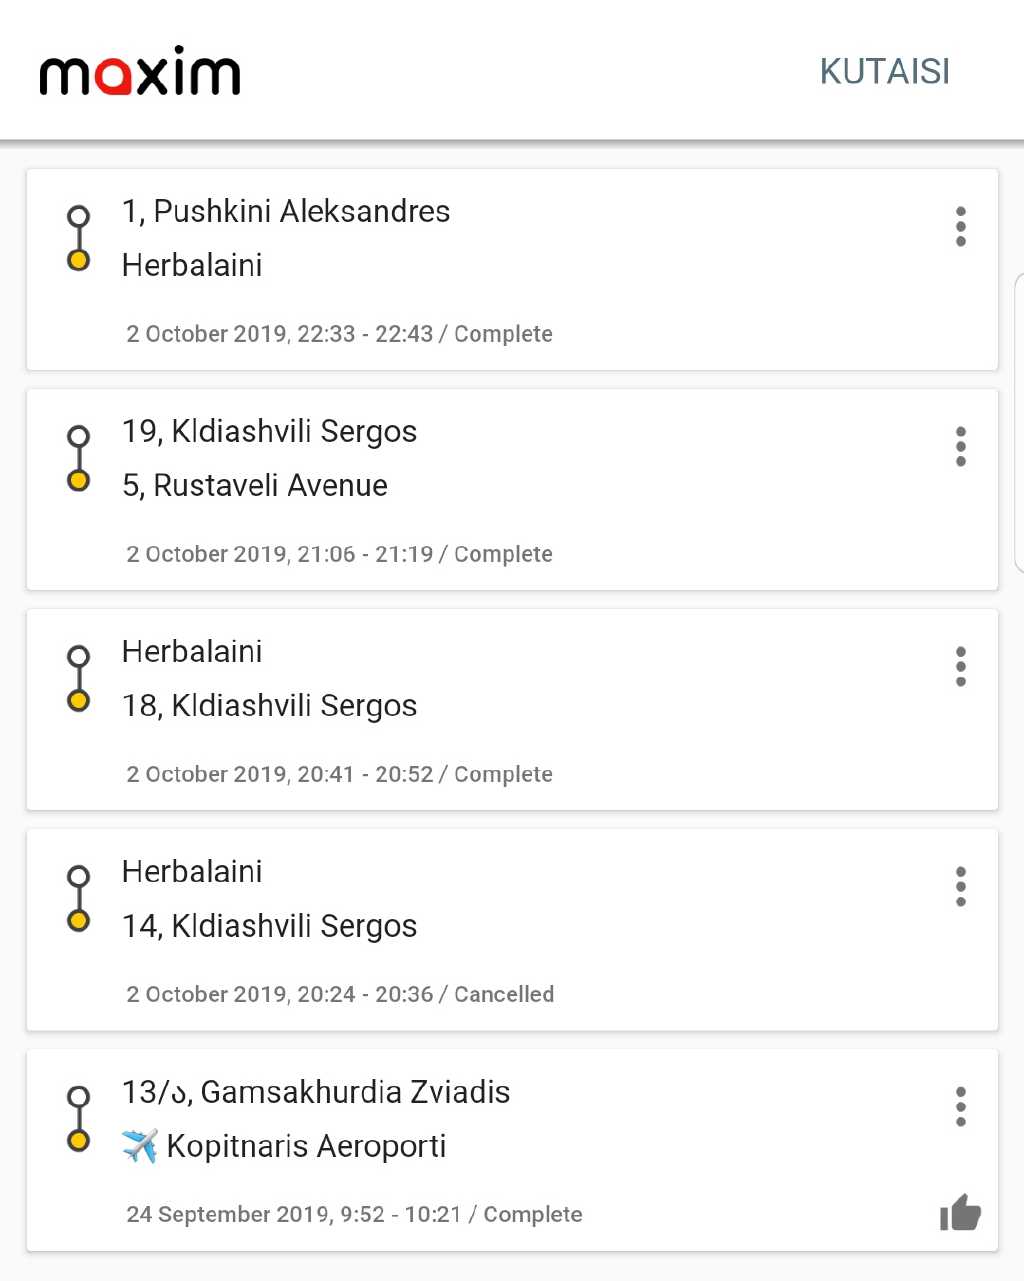 maxim
KUTAISI
1, Pushkini Aleksandres
Herbalaini
2 October 2019, 22:33 - 22:43 / Complete
19, Kldiashvili Sergos
5, Rustaveli Avenue
2 October 2019, 21:06 - 21:19 / Complete
Herbalaini
18, Kldiashvili Sergos
2 October 2019, 20:41 - 20:52 / Complete
Herbalaini
14, Kldiashvili Sergos
2 October 2019, 20:24 - 20:36 / Cancelled
13/ა, Gamsakhurdia Zviadis
✈️ Kopitnaris Aeroporti
24 September 2019, 9:52 - 10:21 / Complete